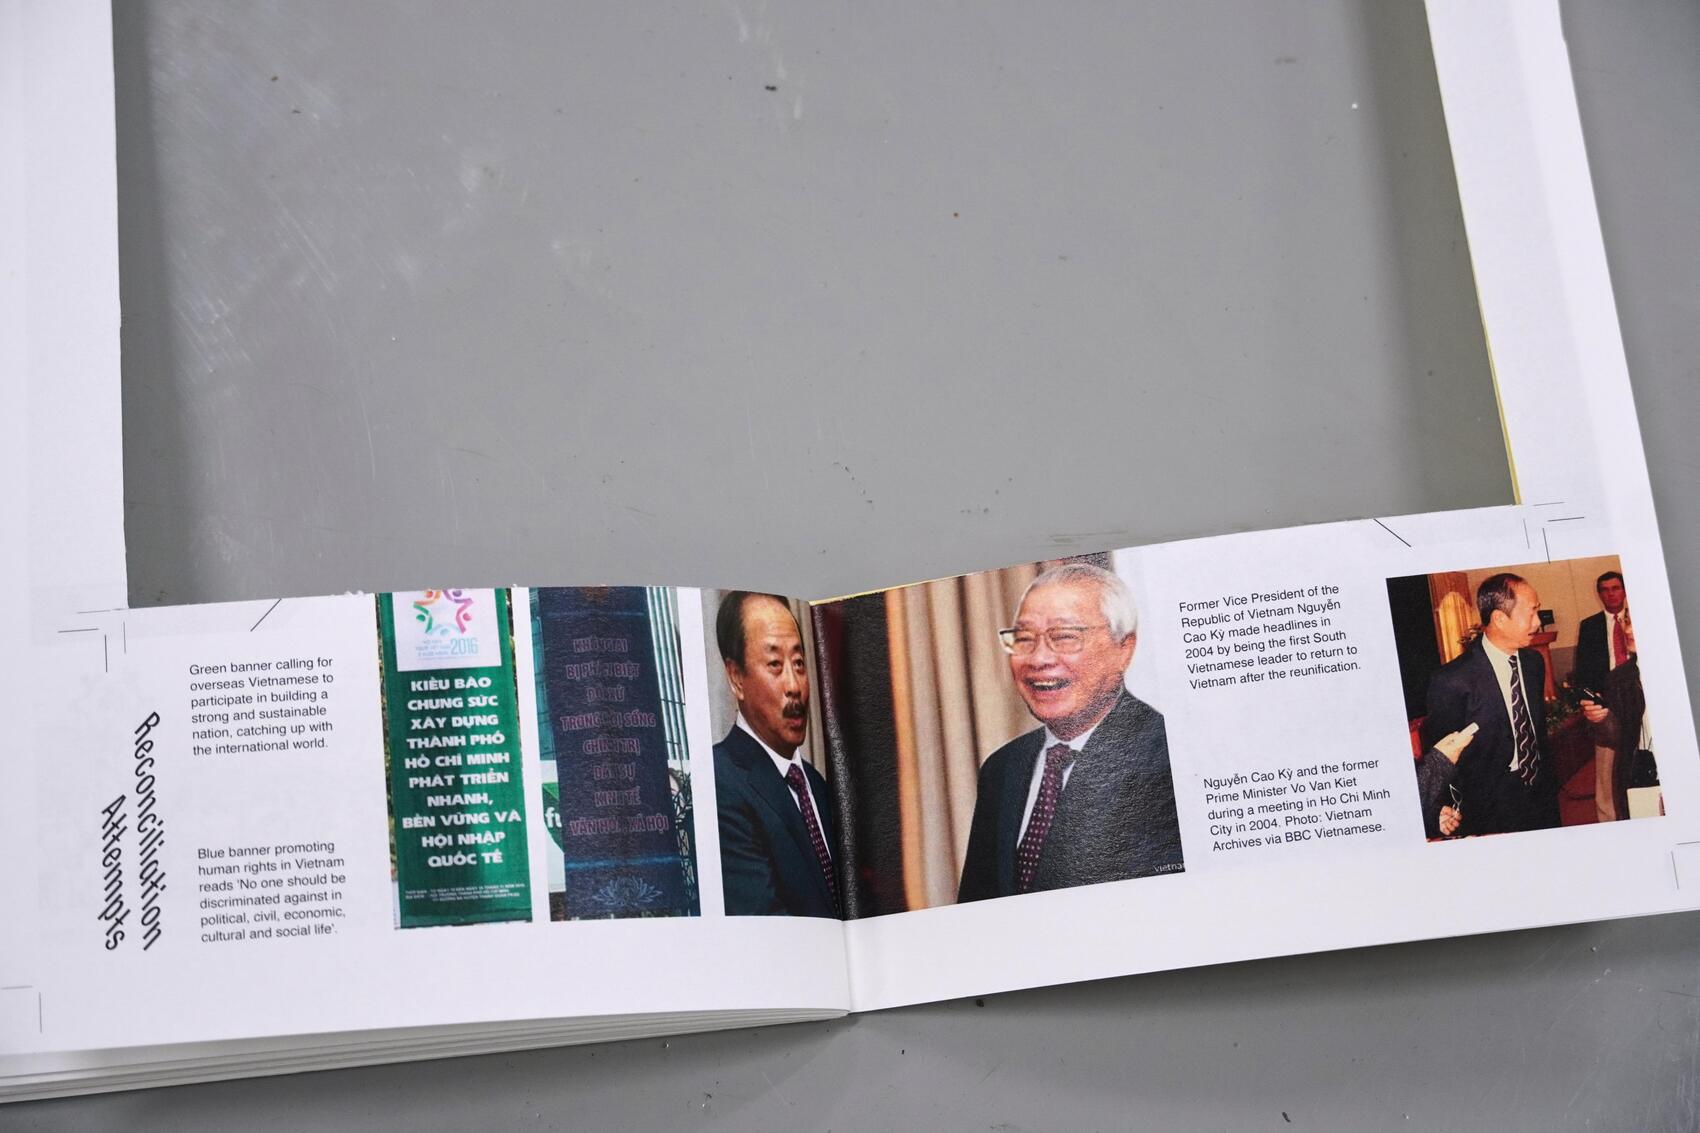 Reconciliation
Attempts
Green banner calling for
overseas Vietnamese to
participate in building a
strong and sustainable
nation, catching up with
the international world.
Blue banner promoting
human rights in Vietnam
reads 'No one should be
discriminated against in
political, civil, economic,
cultural and social life'.
2016
KIỀU BÀO
CHUNG SỨC
XÂY DỰNG
THÀNH PHỐ
HỒ CHÍ MINH
PHÁT TRIỂN
NHANH,
BỀN VỮNG VÀ
HỘI NHẬP
QUỐC TẾ
KHÔNG AI
BỊ PHÂN BIỆT
ĐỐI XỬ
TRONG ĐỜI SỐNG
CHÍNH TRỊ
DÂN SỰ
KINH TẾ
VĂN HÓA, XÃ HỘI
Former Vice President of the
Republic of Vietnam Nguyễn
Cao Kỳ made headlines in
2004 by being the first South
Vietnamese leader to return to
Vietnam after the reunification.
Nguyễn Cao Kỳ and the former
Prime Minister Vo Van Kiet
during a meeting in Ho Chi Minh
City in 2004. Photo: Vietnam
Archives via BBC Vietnamese.